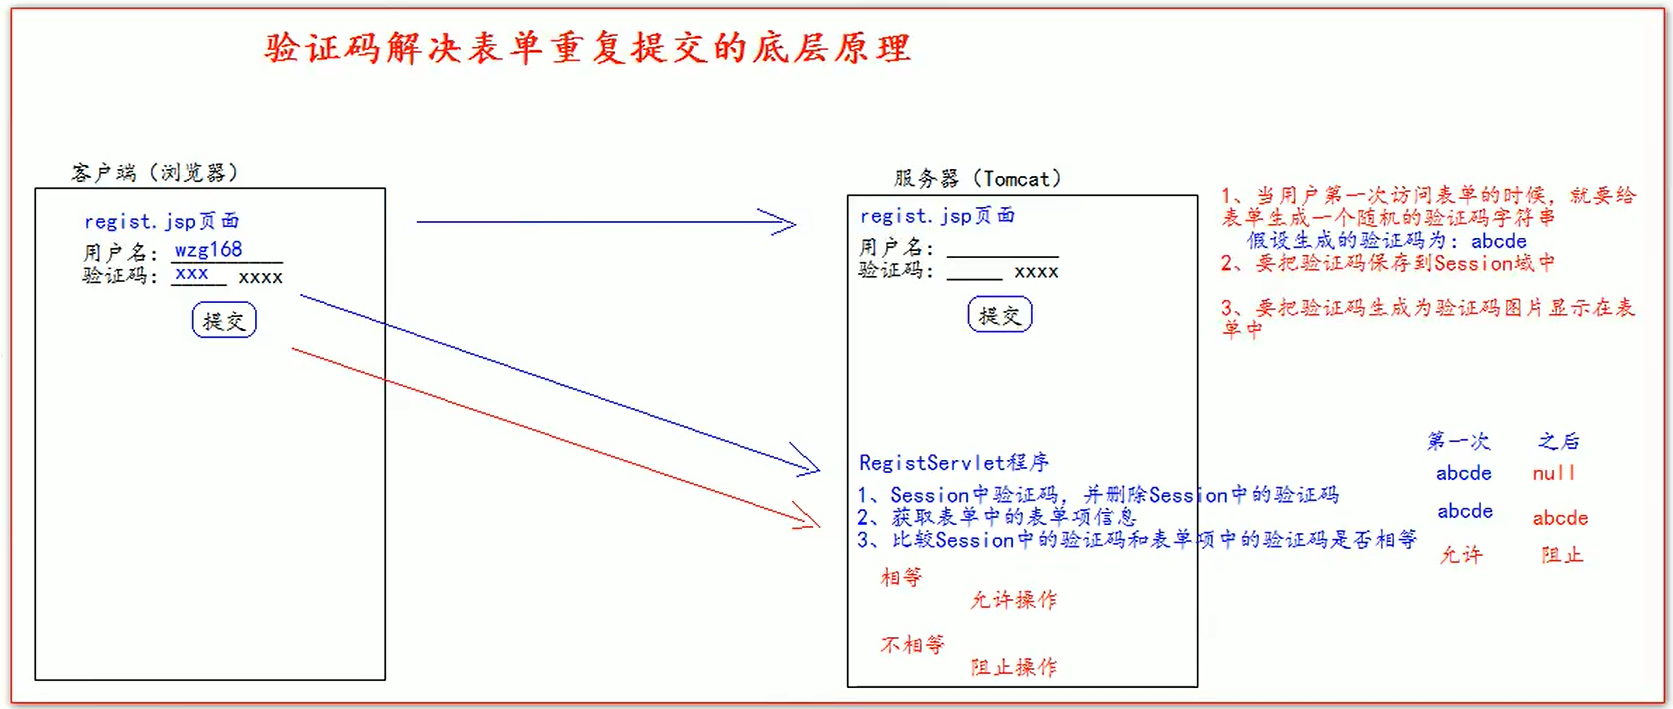 验证码解决表单重复提交的底层原理
客户端（浏览器）
regist.jsp页面
用户名：wzg168
验证码：xxx xxxx
提交
服务器（Tomcat）
regist.jsp页面
用户名：
验证码： xxxx
提交
1、当用户第一次访问表单的时候，就要给
表单生成一个随机的验证码字符串
假设生成的验证码为：abcde
2、要把验证码保存到Session域中
3、要把验证码生成为验证码图片显示在表
单中
RegistServlet程序
1、Session中验证码，并删除Session中的验证码
2、获取表单中的表单项信息
3、比较Session中的验证码和表单项中的验证码是否相等
相等
允许操作
不相等
阻止操作
第一次 之后
abcde null
abcde abcde
允许 阻止